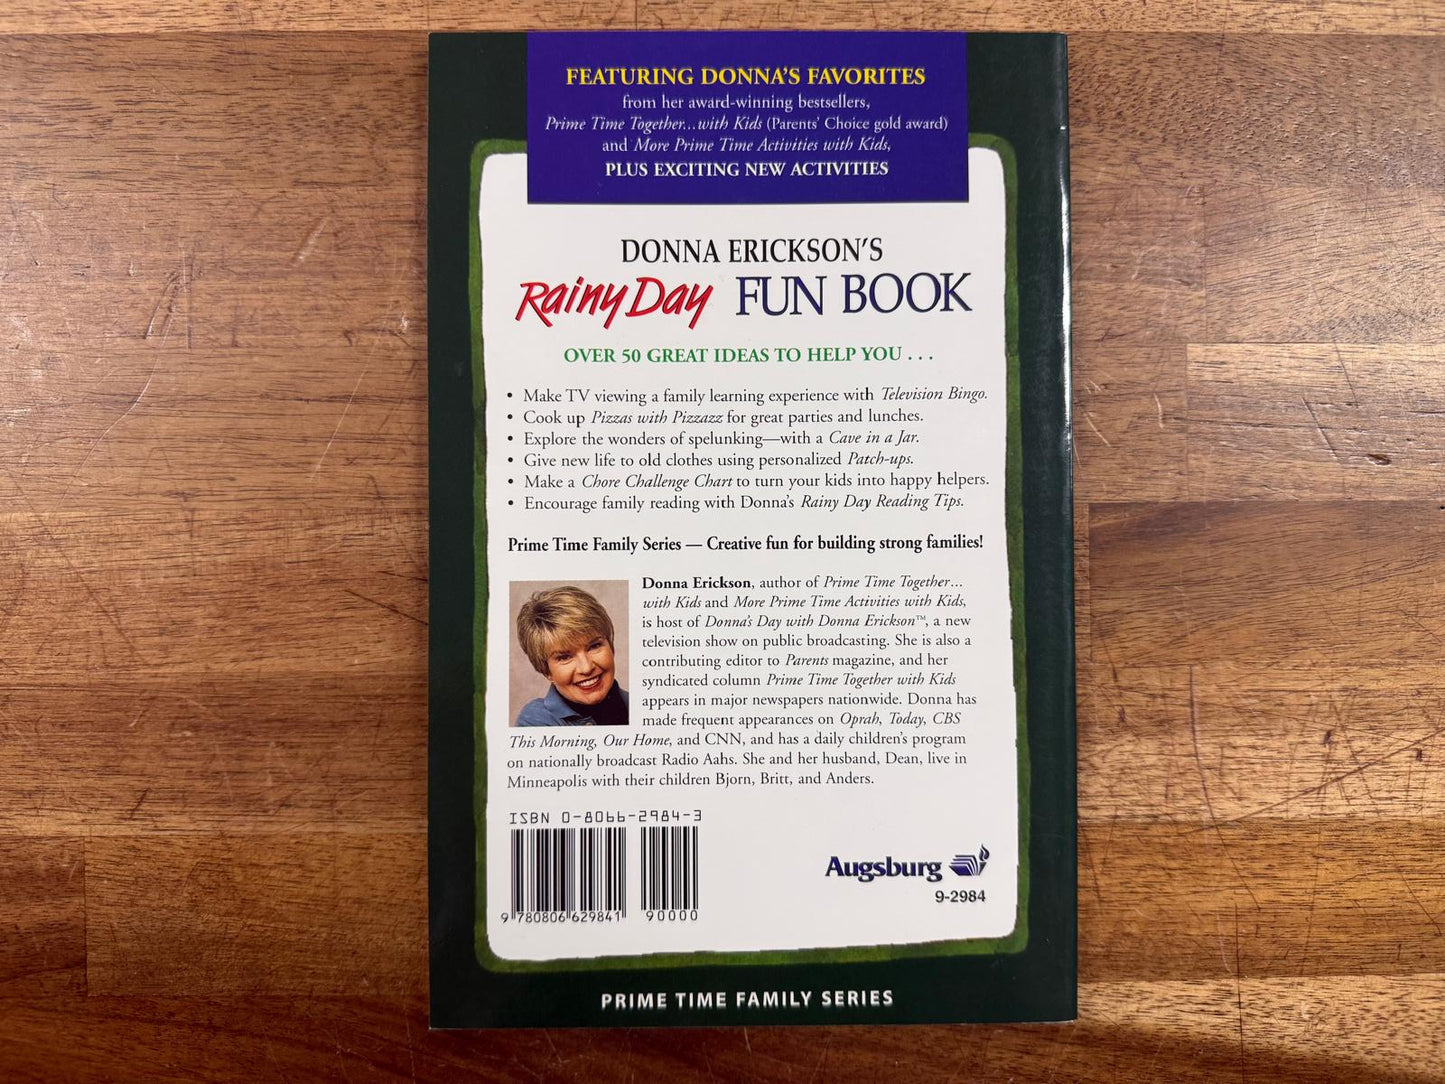 FEATURING DONNA'S FAVORITES
from her award-winning bestsellers,
Prime Time Together...with Kids (Parents' Choice gold award)
and More Prime Time Activities with Kids,
PLUS EXCITING NEW ACTIVITIES
DONNA ERICKSON'S
Rainy Day FUN BOOK
OVER 50 GREAT IDEAS TO HELP YOU . . .
• Make TV viewing a family learning experience with Television Bingo.
• Cook up Pizzas with Pizzazz for great parties and lunches.
• Explore the wonders of spelunking—with a Cave in a Jar.
• Give new life to old clothes using personalized Patch-ups.
• Make a Chore Challenge Chart to turn your kids into happy helpers.
• Encourage family reading with Donna's Rainy Day Reading Tips.
Prime Time Family Series — Creative fun for building strong families!
Donna Erickson, author of Prime Time Together...
with Kids and More Prime Time Activities with Kids,
is host of Donna's Day with Donna Erickson™, a new
television show on public broadcasting. She is also a
contributing editor to Parents magazine, and her
syndicated column Prime Time Together with Kids
appears in major newspapers nationwide. Donna has
made frequent appearances on Oprah, Today, CBS
This Morning, Our Home, and CNN, and has a daily children's program
on nationally broadcast Radio Aahs. She and her husband, Dean, live in
Minneapolis with their children Bjorn, Britt, and Anders.
ISBN 0-8066-2984-3
9 780806 629841 90000
Augsburg
9-2984
PRIME TIME FAMILY SERIES